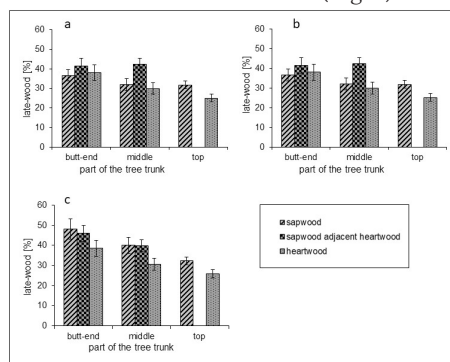 a
late-wood [%]
60
50
40
30
20
10
0
butt-end middle top
part of the tree trunk
b
late-wood [%]
60
50
40
30
20
10
0
butt-end middle top
part of the tree trunk
c
late-wood [%]
60
50
40
30
20
10
0
butt-end middle top
part of the tree trunk
sapwood
sapwood adjacent heartwood
heartwood